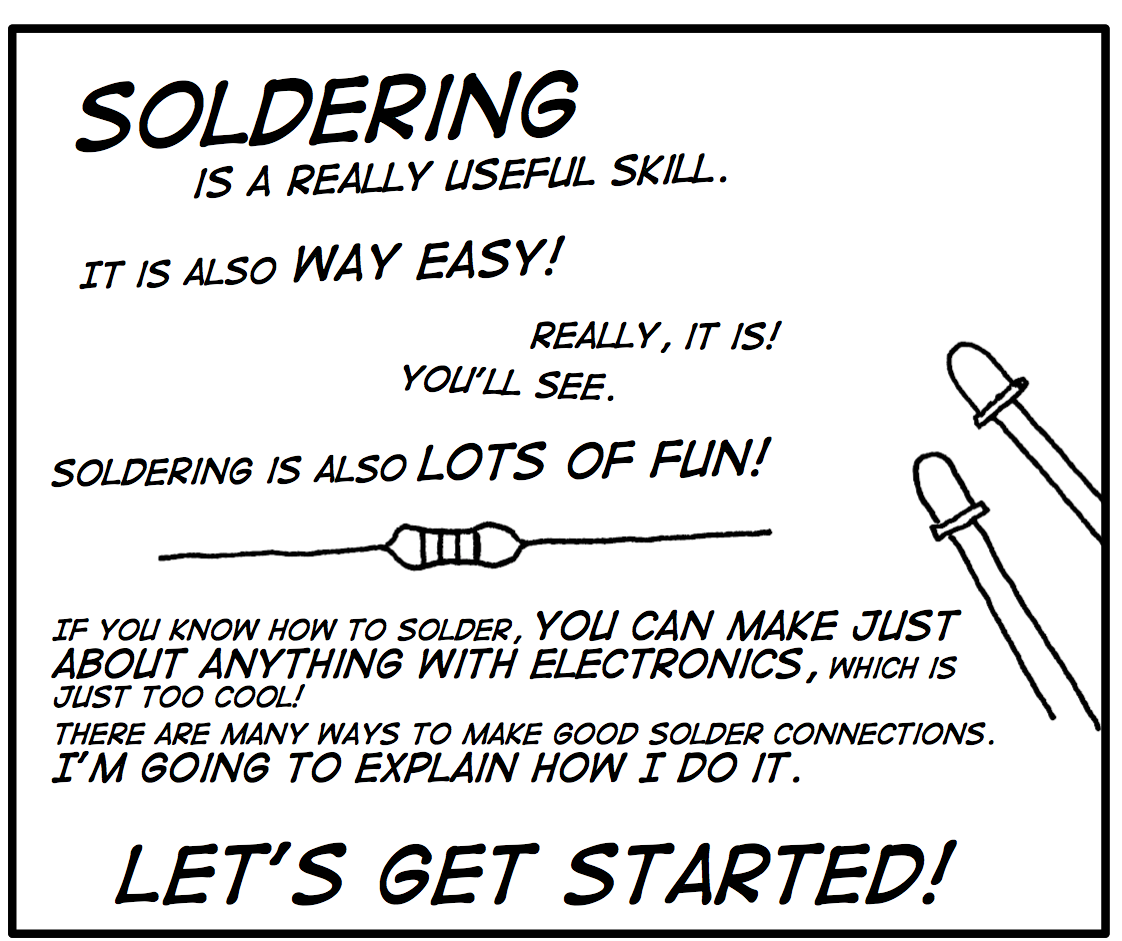 SOLDERING
IS A REALLY USEFUL SKILL.
IT IS ALSO WAY EASY!
REALLY, IT IS!
YOU'LL SEE.
SOLDERING IS ALSO LOTS OF FUN!
IF YOU KNOW HOW TO SOLDER, YOU CAN MAKE JUST
ABOUT ANYTHING WITH ELECTRONICS, WHICH IS
JUST TOO COOL!
THERE ARE MANY WAYS TO MAKE GOOD SOLDER CONNECTIONS.
I'M GOING TO EXPLAIN HOW I DO IT.
LET'S GET STARTED!